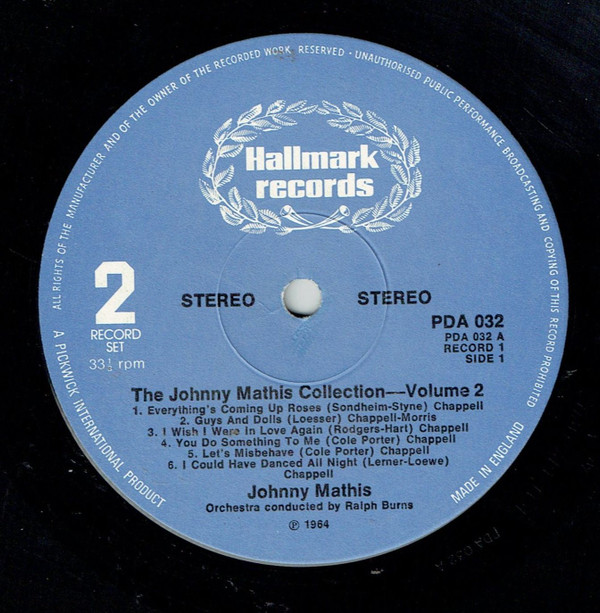 ALL RIGHTS OF THE MANUFACTURER AND OF THE OWNER OF THE RECORDED WORK RESERVED · UNAUTHORISED PUBLIC PERFORMANCE BROADCASTING AND COPYING OF THIS RECORD PROHIBITED
Hallmark
records
2
RECORD
SET
33⅓ rpm
STEREO STEREO
PDA 032
PDA 032 A
RECORD 1
SIDE 1
The Johnny Mathis Collection—Volume 2
1. Everything's Coming Up Roses (Sondheim-Styne) Chappell
2. Guys And Dolls (Loesser) Chappell-Morris
3. I Wish I Were In Love Again (Rodgers-Hart) Chappell
4. You Do Something To Me (Cole Porter) Chappell
5. Let's Misbehave (Cole Porter) Chappell
6. I Could Have Danced All Night (Lerner-Loewe)
Chappell
Johnny Mathis
Orchestra conducted by Ralph Burns
℗ 1964
A PICKWICK INTERNATIONAL PRODUCT
MADE IN ENGLAND
PDA 032 A